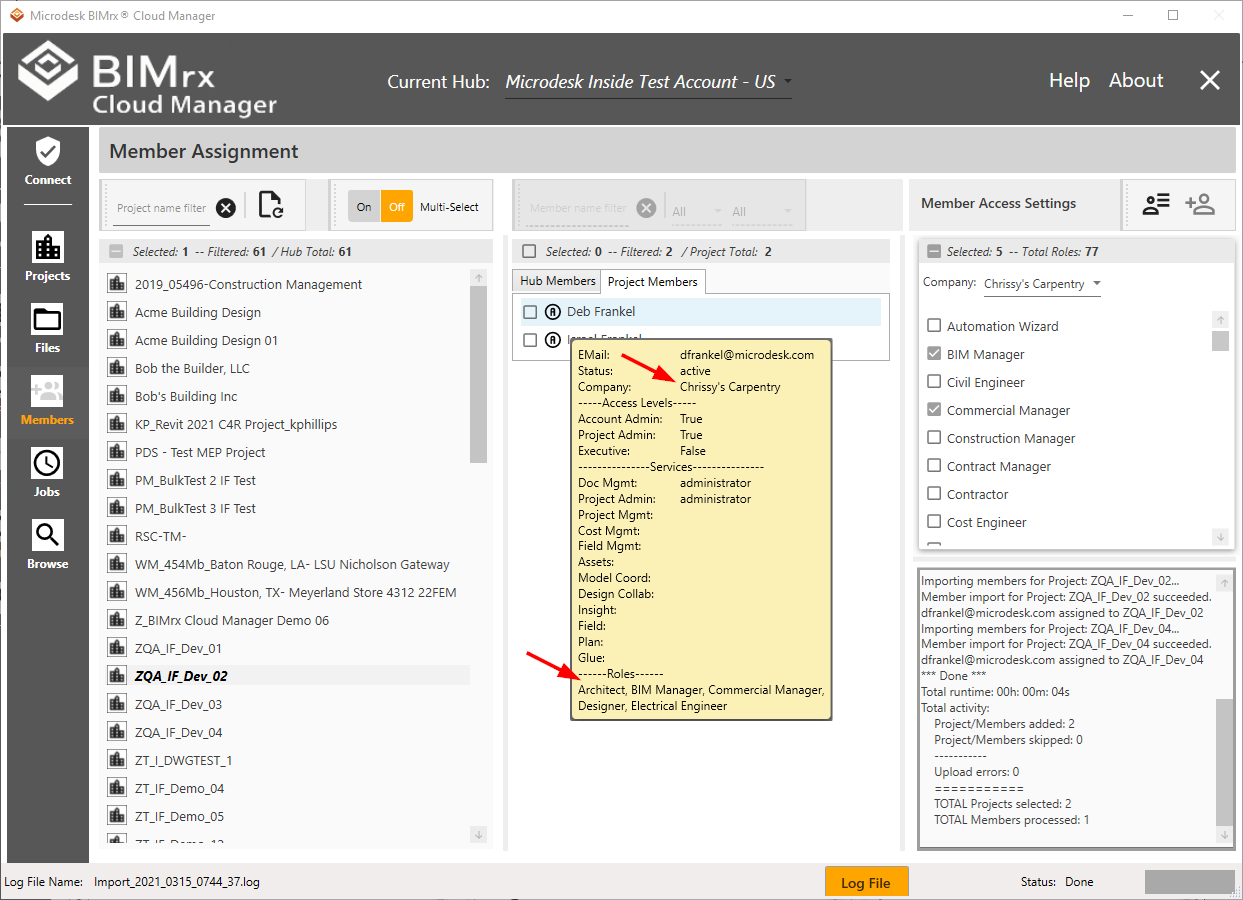 Microdesk BIMrx® Cloud Manager
BIMrx
Cloud Manager
Current Hub: Microdesk Inside Test Account - US
Help About
Connect
Projects
Files
Members
Jobs
Browse
Member Assignment
Project name filter
On Off Multi-Select
Member name filter All All
Member Access Settings
Selected: 1 -- Filtered: 61 / Hub Total: 61
2019_05496-Construction Management
Acme Building Design
Acme Building Design 01
Bob the Builder, LLC
Bob's Building Inc
KP_Revit 2021 C4R Project_kphillips
PDS - Test MEP Project
PM_BulkTest 2 IF Test
PM_BulkTest 3 IF Test
RSC-TM-
WM_454Mb_Baton Rouge, LA- LSU Nicholson Gateway
WM_456Mb_Houston, TX- Meyerland Store 4312 22FEM
Z_BIMrx Cloud Manager Demo 06
ZQA_IF_Dev_01
ZQA_IF_Dev_02
ZQA_IF_Dev_03
ZQA_IF_Dev_04
ZT_I_DWGTEST_1
ZT_IF_Demo_04
ZT_IF_Demo_05
Selected: 0 -- Filtered: 2 / Project Total: 2
Hub Members Project Members
Deb Frankel
EMail: dfrankel@microdesk.com
Status: active
Company: Chrissy's Carpentry
-----Access Levels-----
Account Admin: True
Project Admin: True
Executive: False
---------------Services---------------
Doc Mgmt: administrator
Project Admin: administrator
Project Mgmt:
Cost Mgmt:
Field Mgmt:
Assets:
Model Coord:
Design Collab:
Insight:
Field:
Plan:
Glue:
------Roles------
Architect, BIM Manager, Commercial Manager,
Designer, Electrical Engineer
Selected: 5 -- Total Roles: 77
Company: Chrissy's Carpentry
Automation Wizard
BIM Manager
Civil Engineer
Commercial Manager
Construction Manager
Contract Manager
Contractor
Cost Engineer
Importing members for Project: ZQA_IF_Dev_02...
Member import for Project: ZQA_IF_Dev_02 succeeded.
dfrankel@microdesk.com assigned to ZQA_IF_Dev_02
Importing members for Project: ZQA_IF_Dev_04...
Member import for Project: ZQA_IF_Dev_04 succeeded.
dfrankel@microdesk.com assigned to ZQA_IF_Dev_04
*** Done ***
Total runtime: 00h: 00m: 04s
Total activity:
Project/Members added: 2
Project/Members skipped: 0
-----------
Upload errors: 0
===========
TOTAL Projects selected: 2
TOTAL Members processed: 1
Log File Name: Import_2021_0315_0744_37.log
Log File
Status: Done